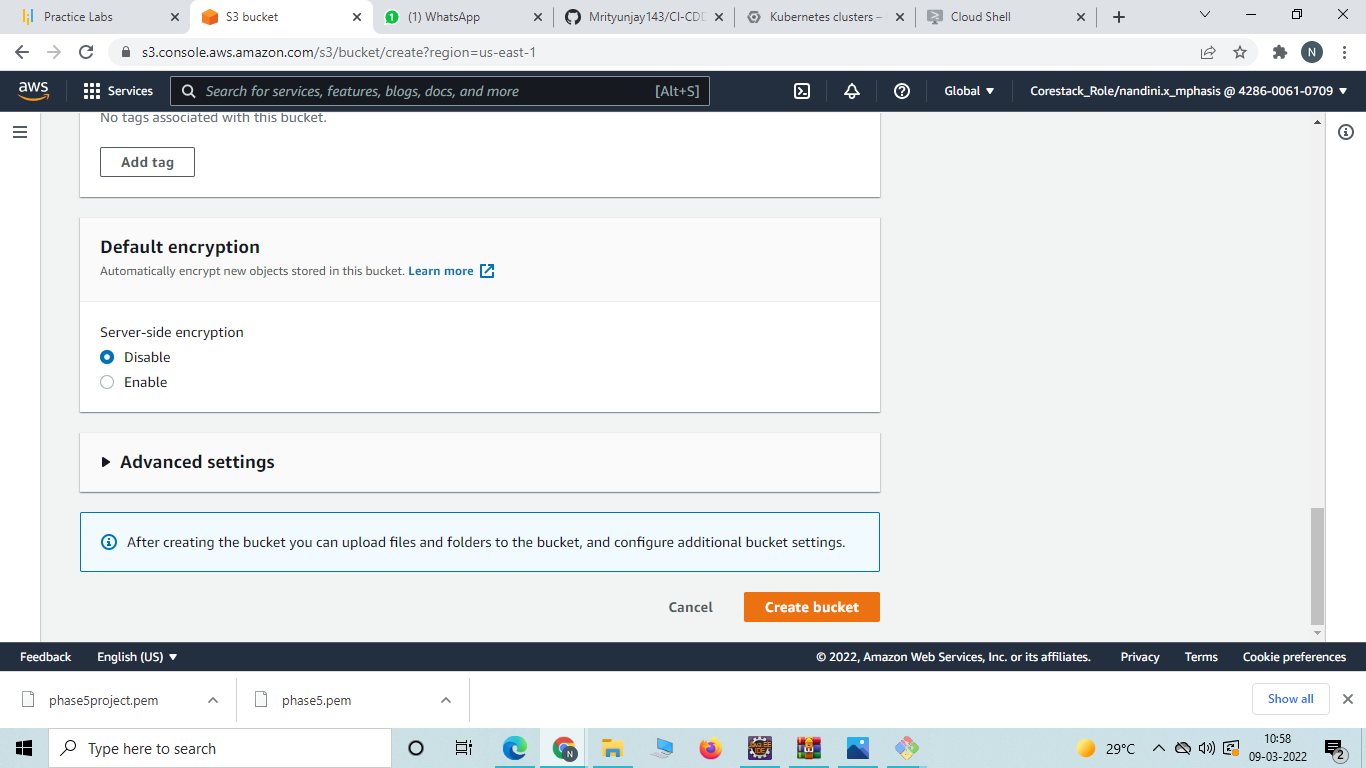 Practice Labs
S3 bucket
(1) WhatsApp
Mrityunjay143/CI-CD
Kubernetes clusters –
Cloud Shell
s3.console.aws.amazon.com/s3/bucket/create?region=us-east-1
N
aws
Services
Search for services, features, blogs, docs, and more
[Alt+S]
Global
Corestack_Role/nandini.x_mphasis @ 4286-0061-0709
No tags associated with this bucket.
Add tag
Default encryption
Automatically encrypt new objects stored in this bucket. Learn more
Server-side encryption
Disable
Enable
Advanced settings
After creating the bucket you can upload files and folders to the bucket, and configure additional bucket settings.
Cancel
Create bucket
Feedback
English (US)
© 2022, Amazon Web Services, Inc. or its affiliates.
Privacy
Terms
Cookie preferences
phase5project.pem
phase5.pem
Show all
Type here to search
N
29°C
10:58
09-03-2022
2